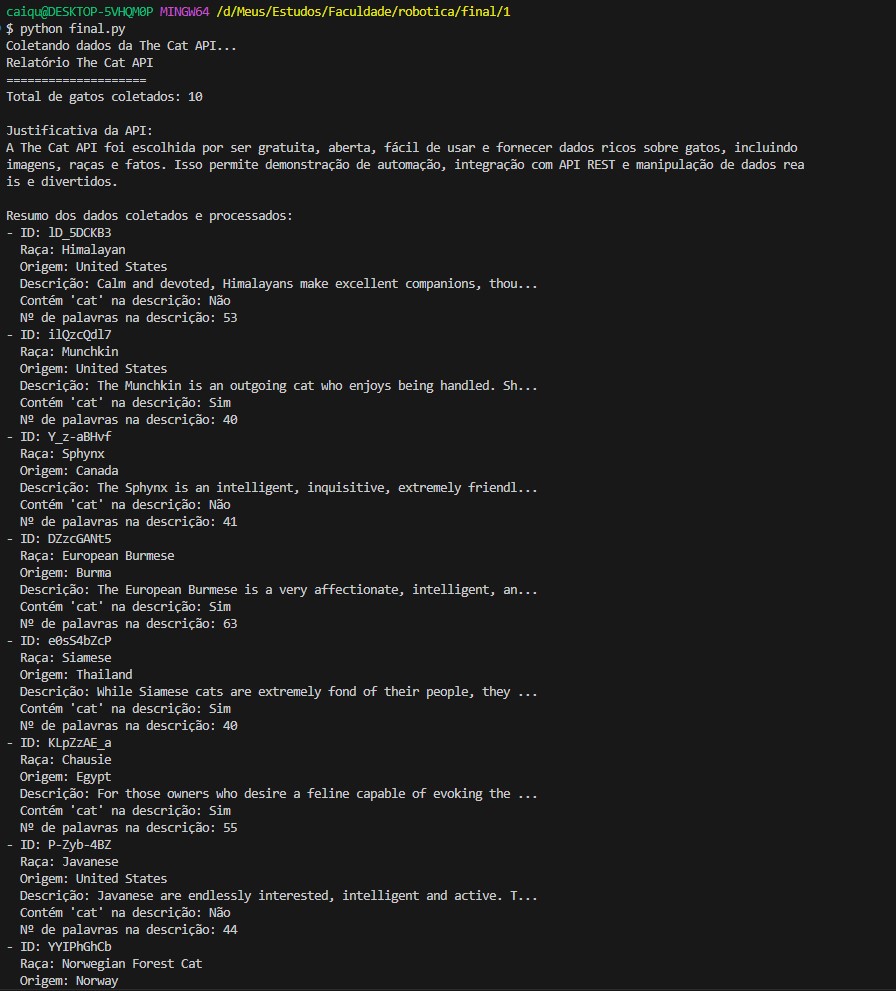 caiqu@DESKTOP-5VHQM0P MINGW64 /d/Meus/Estudos/Faculdade/robotica/final/1
$ python final.py
Coletando dados da The Cat API...
Relatório The Cat API
====================
Total de gatos coletados: 10

Justificativa da API:
A The Cat API foi escolhida por ser gratuita, aberta, fácil de usar e fornecer dados ricos sobre gatos, incluindo
imagens, raças e fatos. Isso permite demonstração de automação, integração com API REST e manipulação de dados rea
is e divertidos.

Resumo dos dados coletados e processados:
- ID: lD_5DCKB3
  Raça: Himalayan
  Origem: United States
  Descrição: Calm and devoted, Himalayans make excellent companions, thou...
  Contém 'cat' na descrição: Não
  Nº de palavras na descrição: 53
- ID: ilQzcQdl7
  Raça: Munchkin
  Origem: United States
  Descrição: The Munchkin is an outgoing cat who enjoys being handled. Sh...
  Contém 'cat' na descrição: Sim
  Nº de palavras na descrição: 40
- ID: Y_z-aBHvf
  Raça: Sphynx
  Origem: Canada
  Descrição: The Sphynx is an intelligent, inquisitive, extremely friendl...
  Contém 'cat' na descrição: Não
  Nº de palavras na descrição: 41
- ID: DZzcGANt5
  Raça: European Burmese
  Origem: Burma
  Descrição: The European Burmese is a very affectionate, intelligent, an...
  Contém 'cat' na descrição: Sim
  Nº de palavras na descrição: 63
- ID: e0sS4bZcP
  Raça: Siamese
  Origem: Thailand
  Descrição: While Siamese cats are extremely fond of their people, they ...
  Contém 'cat' na descrição: Sim
  Nº de palavras na descrição: 40
- ID: KLpZzAE_a
  Raça: Chausie
  Origem: Egypt
  Descrição: For those owners who desire a feline capable of evoking the ...
  Contém 'cat' na descrição: Sim
  Nº de palavras na descrição: 55
- ID: P-Zyb-4BZ
  Raça: Javanese
  Origem: United States
  Descrição: Javanese are endlessly interested, intelligent and active. T...
  Contém 'cat' na descrição: Não
  Nº de palavras na descrição: 44
- ID: YYIPhGhCb
  Raça: Norwegian Forest Cat
  Origem: Norway